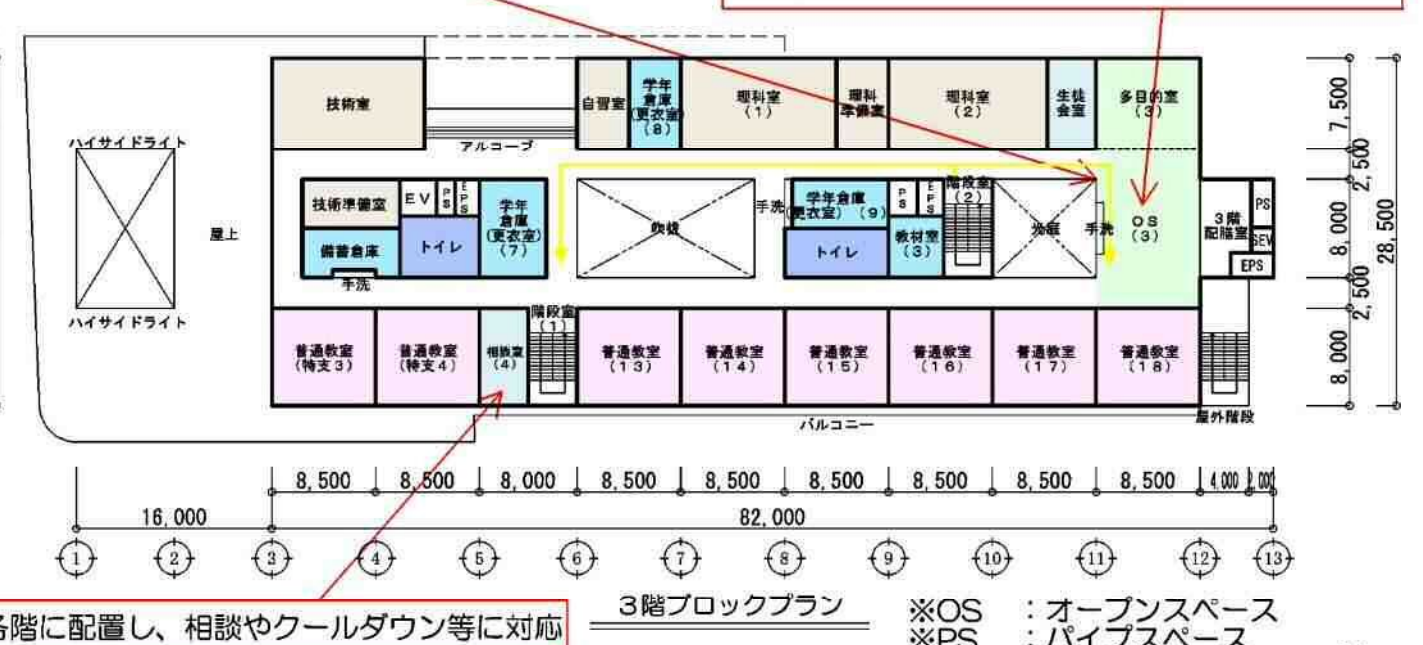 技術室
自習室
学年
倉庫
(更衣室)
(8)
理科室
(1)
理科
準備室
理科室
(2)
生徒
会室
多目的室
(3)
7,500
ハイサイドライト
アルコーブ
2,500
技術準備室
EV
PS
EPS
学年
倉庫
(更衣室)
(7)
備蓄倉庫
トイレ
手洗
吹抜
手洗
学年倉庫
(更衣室) (9)
トイレ
PS
EPS
教材室
(3)
階段室
(2)
光庭
手洗
OS
(3)
3階
配膳室
PS
SEV
EPS
8,000
28,500
屋上
ハイサイドライト
2,500
普通教室
(特支3)
普通教室
(特支4)
相談室
(4)
階段室
(1)
普通教室
(13)
普通教室
(14)
普通教室
(15)
普通教室
(16)
普通教室
(17)
普通教室
(18)
8,000
バルコニー
屋外階段
8,500 8,500 8,000 8,500 8,500 8,500 8,500 8,500 8,500 4,000 2,000
16,000 82,000
1 2 3 4 5 6 7 8 9 10 11 12 13
各階に配置し、相談やクールダウン等に対応
3階ブロックプラン
※OS :オープンスペース
※PS :パイプスペース